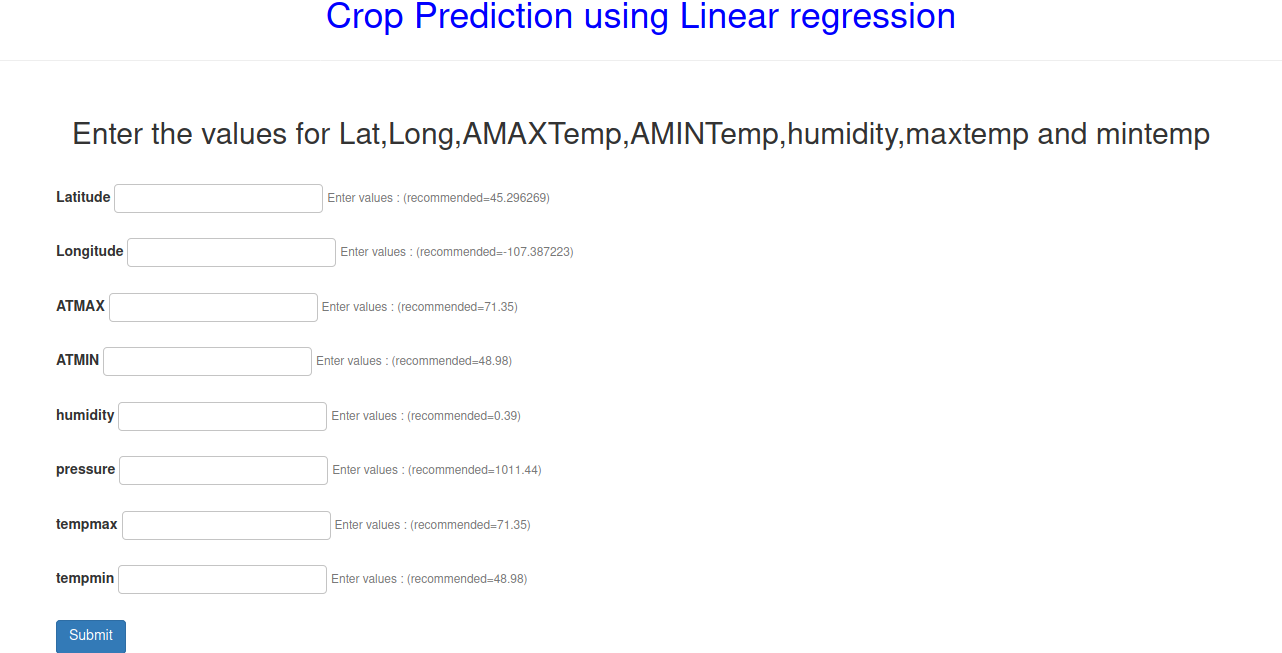 Crop Prediction using Linear regression
Enter the values for Lat,Long,AMAXTemp,AMINTemp,humidity,maxtemp and mintemp
Latitude Enter values : (recommended=45.296269)
Longitude Enter values : (recommended=-107.387223)
ATMAX Enter values : (recommended=71.35)
ATMIN Enter values : (recommended=48.98)
humidity Enter values : (recommended=0.39)
pressure Enter values : (recommended=1011.44)
tempmax Enter values : (recommended=71.35)
tempmin Enter values : (recommended=48.98)
Submit